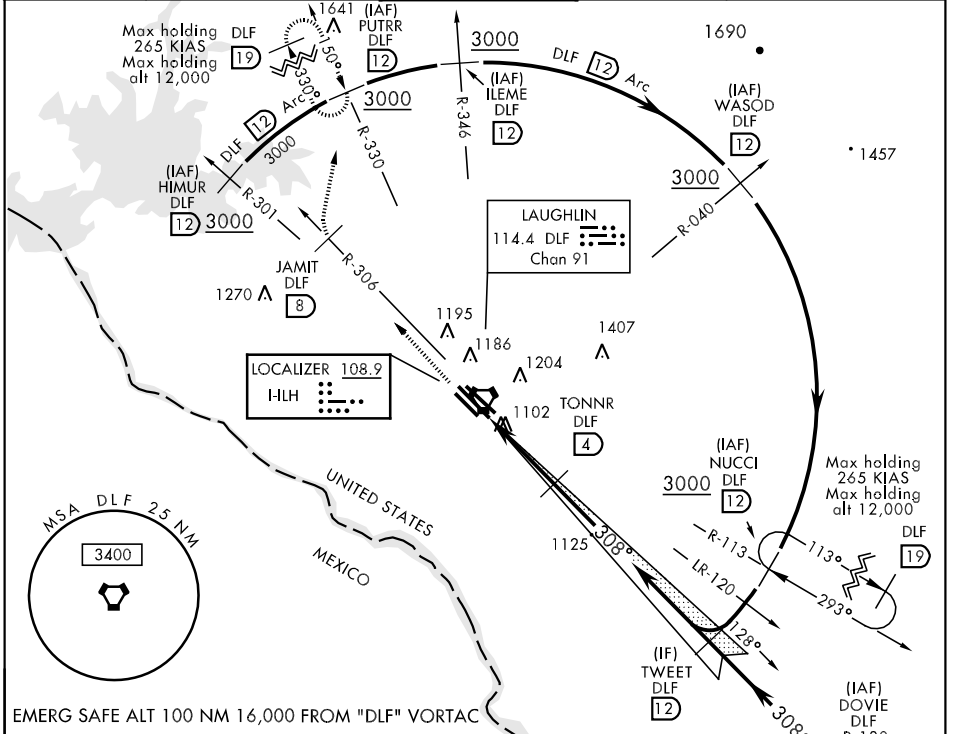 Max holding
265 KIAS
Max holding
alt 12,000
DLF
19
1641
150°
330°
(IAF)
PUTRR
DLF
12
3000
R-330
3000
(IAF)
ILEME
DLF
12
R-346
DLF 12 Arc
1690
(IAF)
WASOD
DLF
12
3000
R-040
1457
DLF 12 Arc
3000
(IAF)
HIMUR
DLF
12 3000
R-301
R-306
JAMIT
DLF
8
1270
LAUGHLIN
114.4 DLF
Chan 91
1195
1186
1204
1407
1102
LOCALIZER 108.9
I-ILH
TONNR
DLF
4
(IAF)
NUCCI
DLF
12
3000
Max holding
265 KIAS
Max holding
alt 12,000
DLF
19
R-113
113°
293°
LR-120
1125
308°
128°
UNITED STATES
MEXICO
MSA DLF 25 NM
3400
(IF)
TWEET
DLF
12
308°
(IAF)
DOVIE
DLF
EMERG SAFE ALT 100 NM 16,000 FROM "DLF" VORTAC